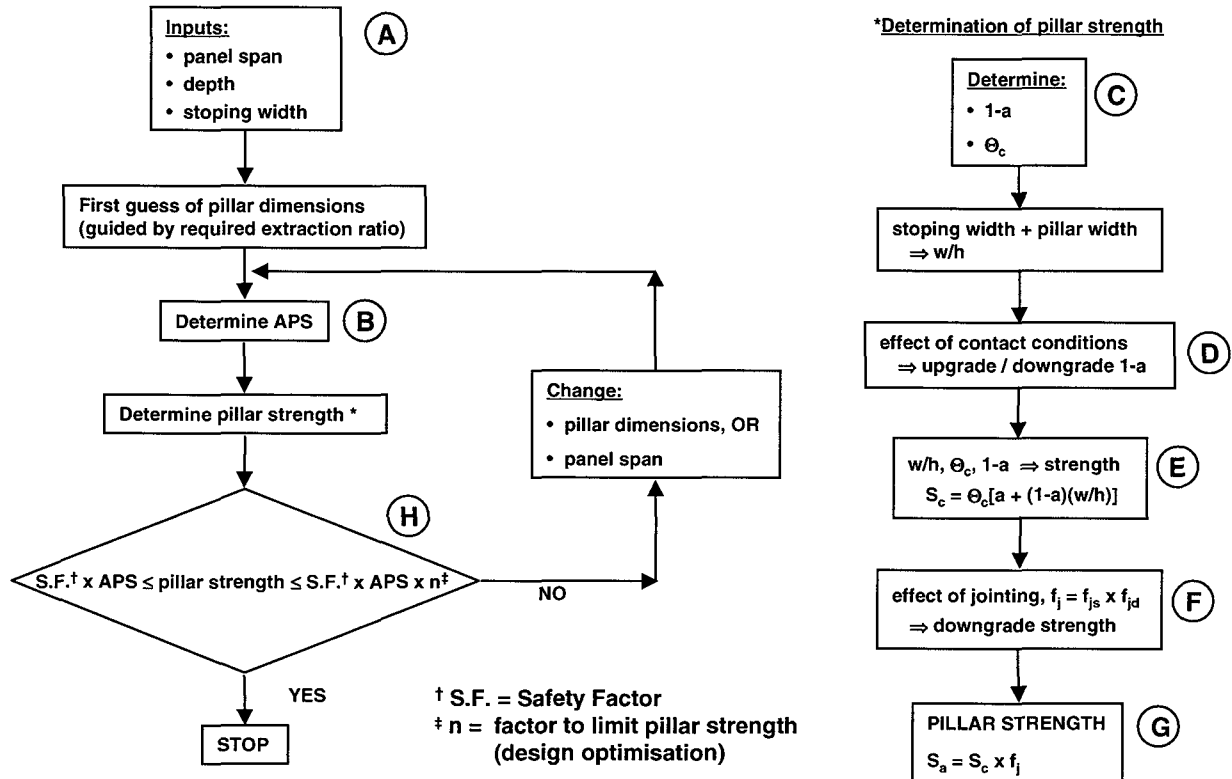 Inputs:
• panel span
• depth
• stoping width
A
First guess of pillar dimensions
(guided by required extraction ratio)
Determine APS
B
Determine pillar strength *
Change:
• pillar dimensions, OR
• panel span
H
S.F.† x APS ≤ pillar strength ≤ S.F.† x APS x n‡
NO
YES
STOP
† S.F. = Safety Factor
‡ n = factor to limit pillar strength
(design optimisation)
*Determination of pillar strength
Determine:
• 1-a
• Θc
C
stoping width + pillar width
⇒ w/h
effect of contact conditions
⇒ upgrade / downgrade 1-a
D
w/h, Θc, 1-a ⇒ strength
Sc = Θc[a + (1-a)(w/h)]
E
effect of jointing, fj = fjs x fjd
⇒ downgrade strength
F
PILLAR STRENGTH
Sa = Sc x fj
G